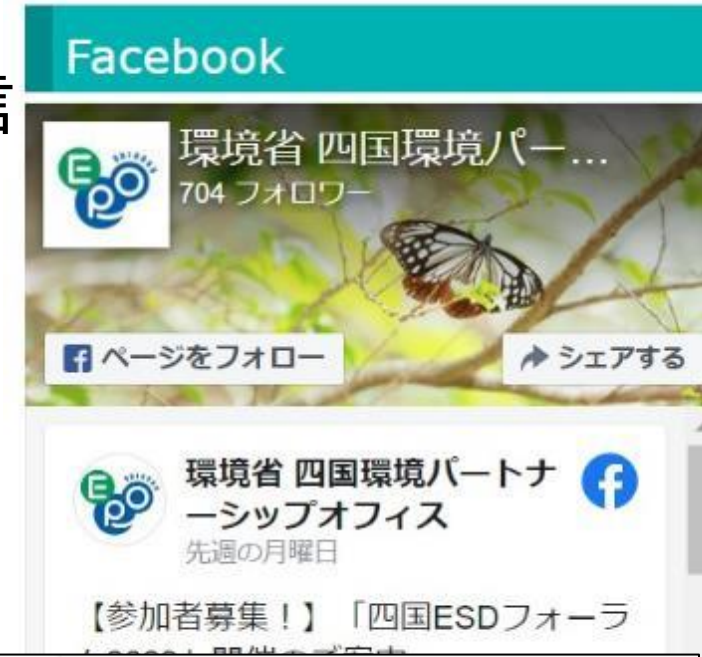 Facebook
信
環境省 四国環境パー...
704 フォロワー
ページをフォロー
シェアする
環境省 四国環境パートナ
ーシップオフィス
先週の月曜日
【参加者募集！】「四国ESDフォーラ